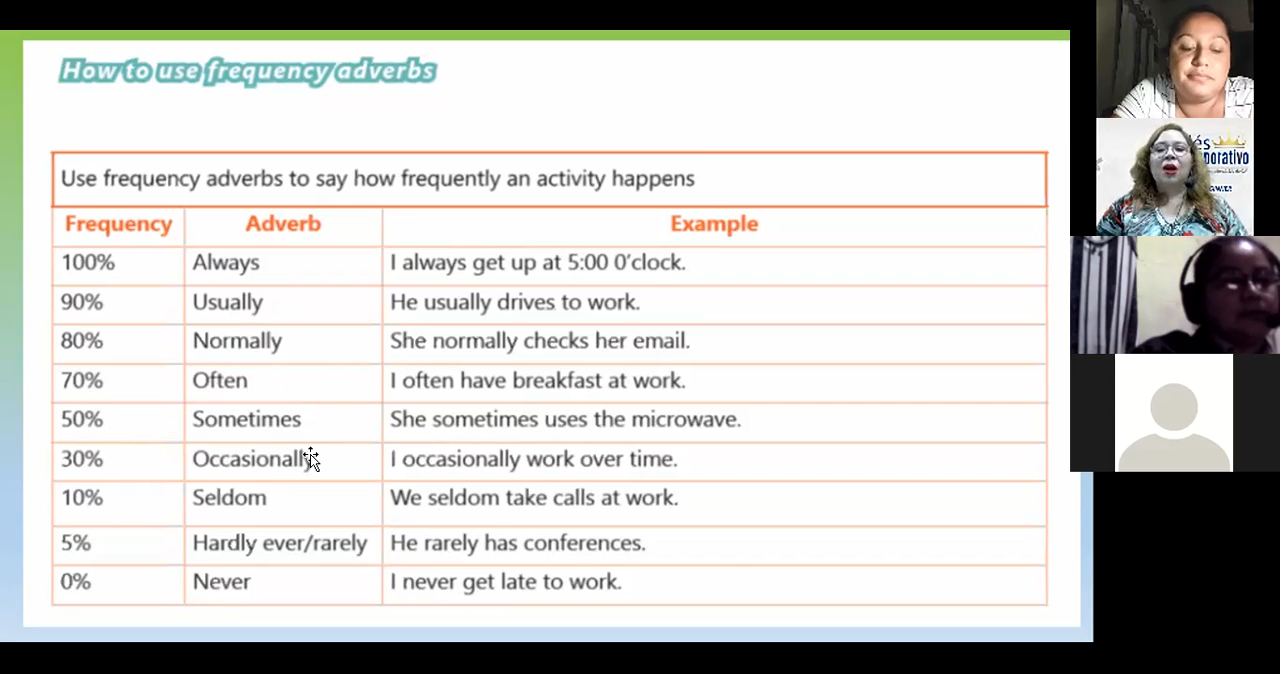 How to use frequency adverbs
Use frequency adverbs to say how frequently an activity happens
Frequency Adverb Example
100% Always I always get up at 5:00 0'clock.
90% Usually He usually drives to work.
80% Normally She normally checks her email.
70% Often I often have breakfast at work.
50% Sometimes She sometimes uses the microwave.
30% Occasionally I occasionally work over time.
10% Seldom We seldom take calls at work.
5% Hardly ever/rarely He rarely has conferences.
0% Never I never get late to work.
és
porativo